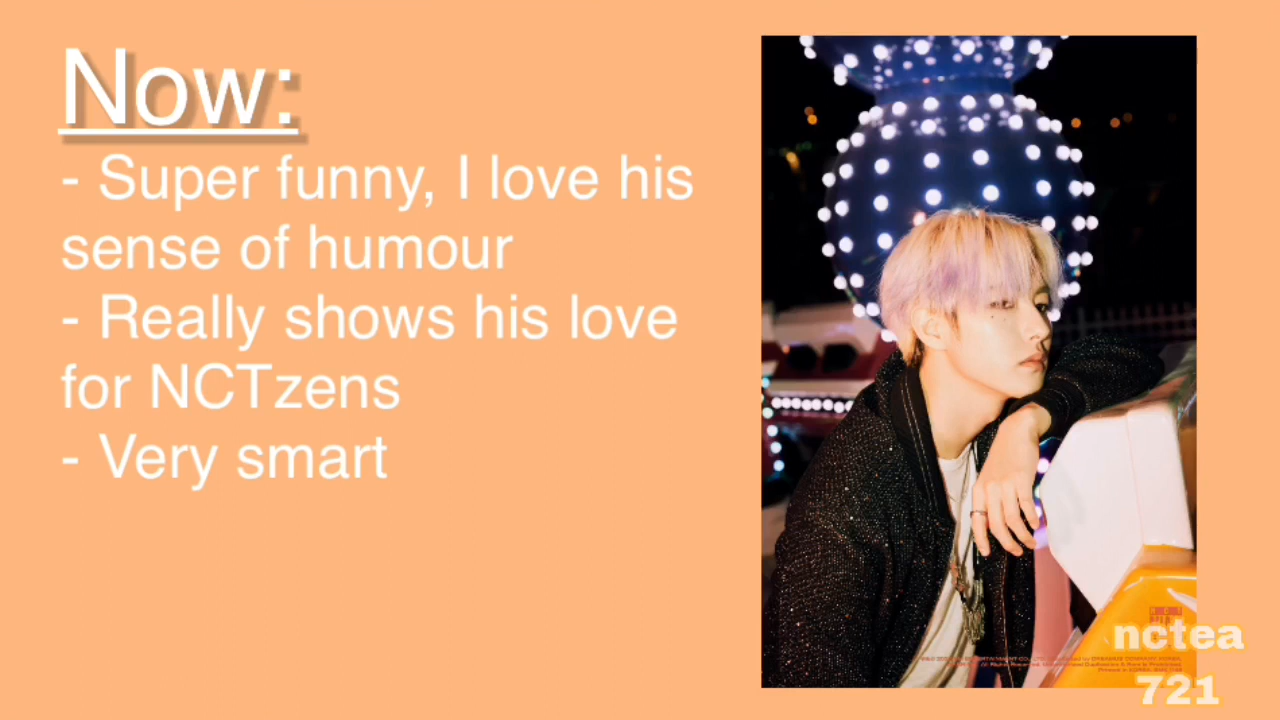 Now:
- Super funny, I love his
sense of humour
- Really shows his love
for NCTzens
- Very smart
nctea
721